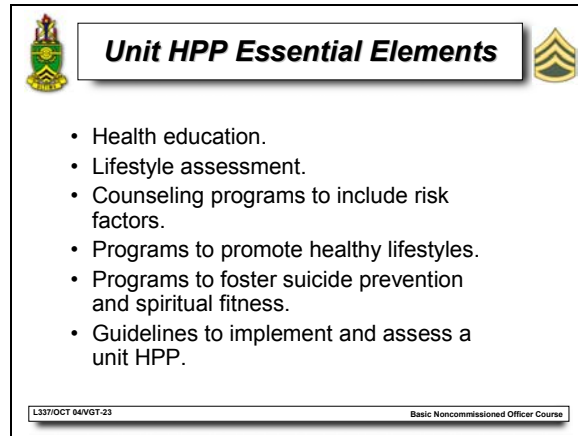 Unit HPP Essential Elements
• Health education.
• Lifestyle assessment.
• Counseling programs to include risk
factors.
• Programs to promote healthy lifestyles.
• Programs to foster suicide prevention
and spiritual fitness.
• Guidelines to implement and assess a
unit HPP.
L337/OCT 04/VGT-23
Basic Noncommissioned Officer Course